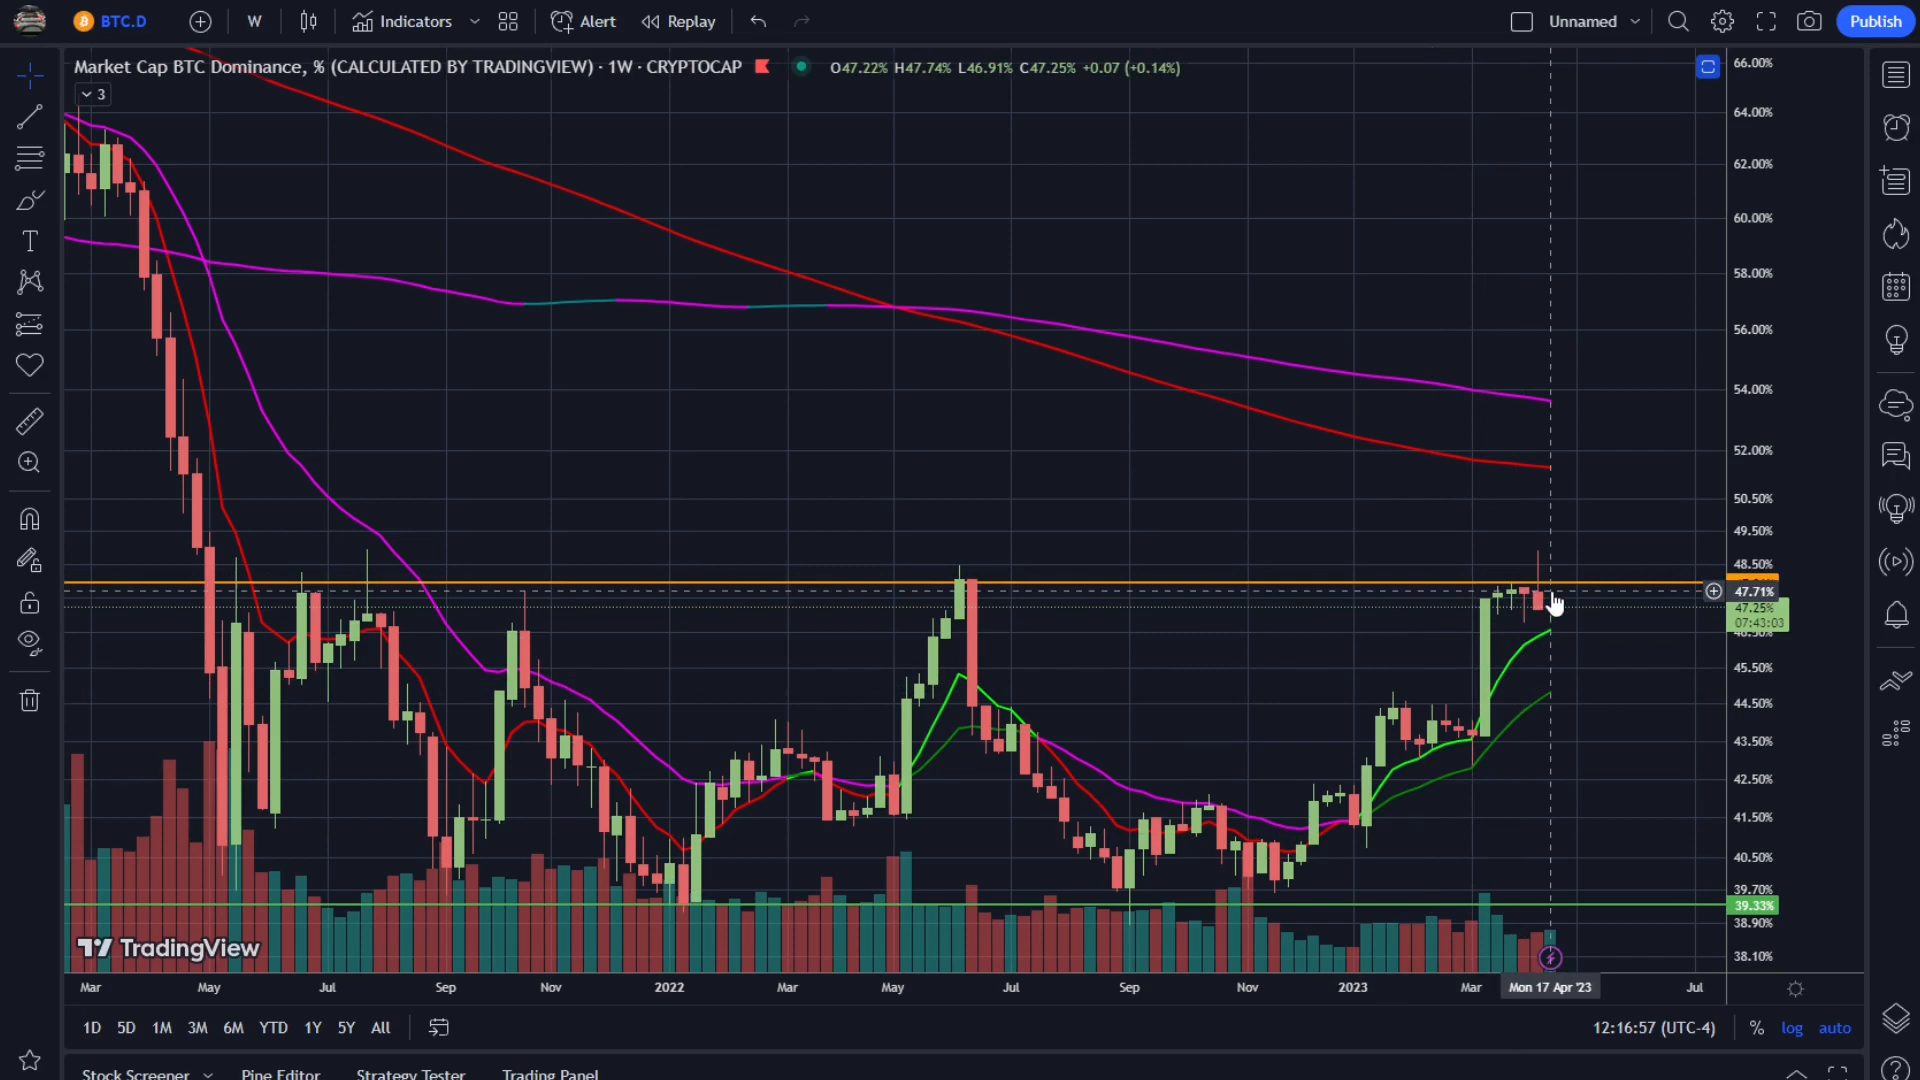 BTC.D
W
Indicators
Alert
Replay
Unnamed
Publish
Market Cap BTC Dominance, % (CALCULATED BY TRADINGVIEW) · 1W · CRYPTOCAP
O47.22% H47.74% L46.91% C47.25% +0.07 (+0.14%)
3
66.00%
64.00%
62.00%
60.00%
58.00%
56.00%
54.00%
52.00%
50.50%
49.50%
48.50%
47.71%
47.25%
07:43:03
46.50%
45.50%
44.50%
43.50%
42.50%
41.50%
40.50%
39.70%
39.33%
38.90%
38.10%
TradingView
Mar May Jul Sep Nov 2022 Mar May Jul Sep Nov 2023 Mar Mon 17 Apr '23 Jul
1D 5D 1M 3M 6M YTD 1Y 5Y All
12:16:57 (UTC-4) % log auto
Stock Screener Pine Editor Strategy Tester Trading Panel